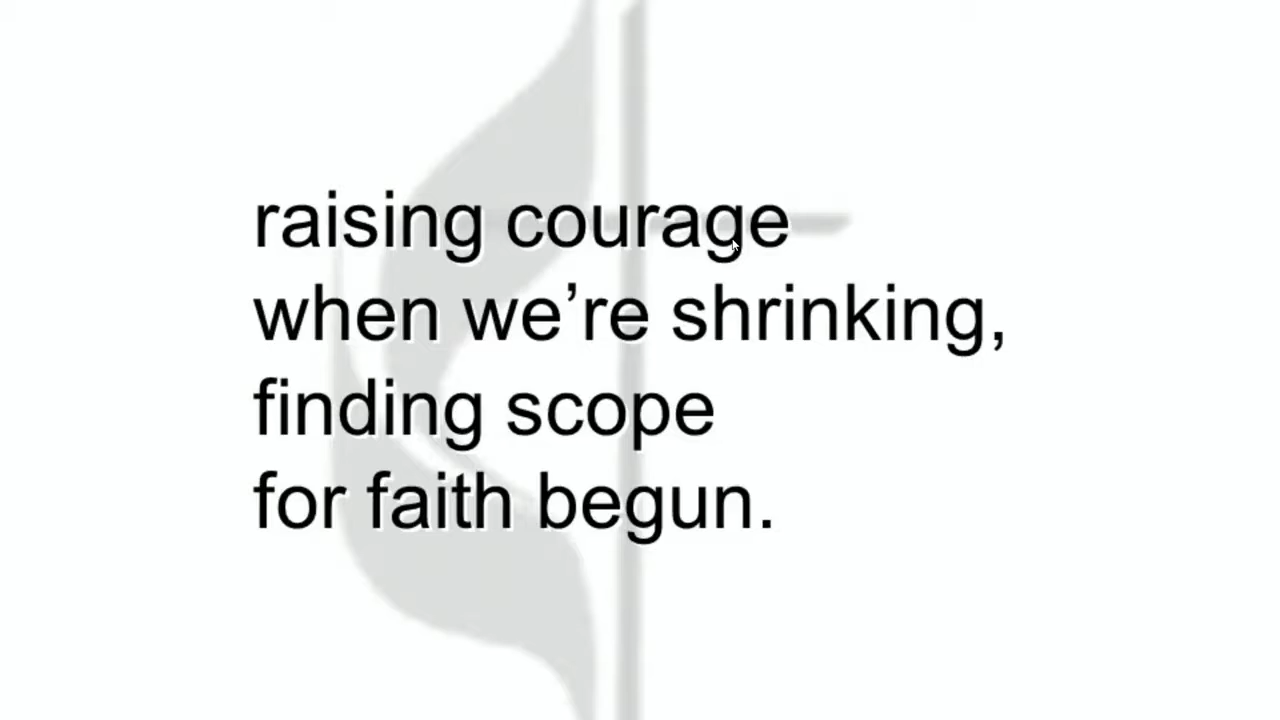 raising courage
when we’re shrinking,
finding scope
for faith begun.